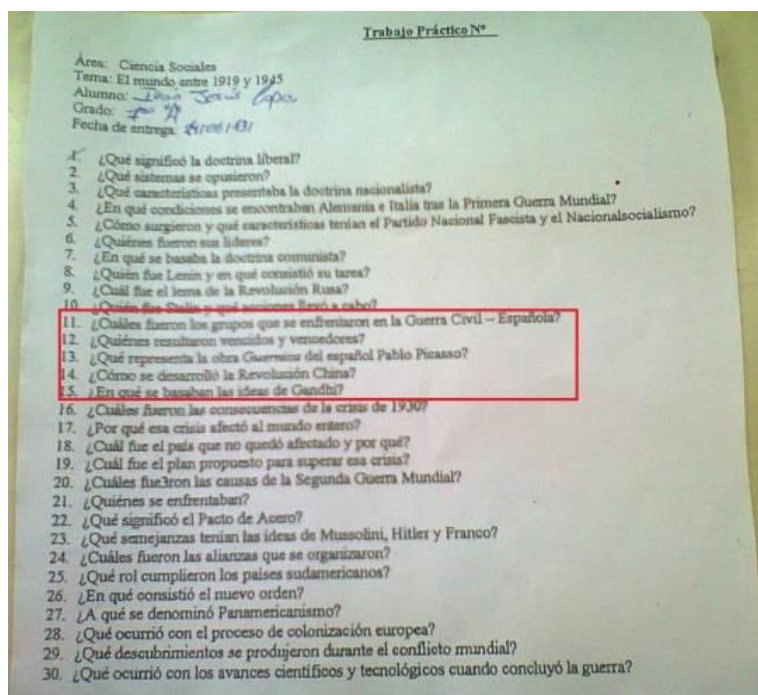 Trabajo Práctico Nº
Área: Ciencia Sociales
Tema: El mundo entre 1919 y 1945
Alumno: Jesús
Grado: 7º A
Fecha de entrega:
1. ¿Qué significó la doctrina liberal?
2. ¿Qué sistemas se opusieron?
3. ¿Qué características presentaba la doctrina nacionalista?
4. ¿En qué condiciones se encontraban Alemania e Italia tras la Primera Guerra Mundial?
5. ¿Cómo surgieron y qué características tenían el Partido Nacional Fascista y el Nacionalsocialismo?
6. ¿Quiénes fueron sus líderes?
7. ¿En qué se basaba la doctrina comunista?
8. ¿Quién fue Lenin y en qué consistió su tarea?
9. ¿Cuál fue el lema de la Revolución Rusa?
10. ¿Quién fue Stalin y qué acciones llevó a cabo?
11. ¿Cuáles fueron los grupos que se enfrentaron en la Guerra Civil – Española?
12. ¿Quiénes resultaron vencidos y vencedores?
13. ¿Qué representa la obra Guernica del español Pablo Picasso?
14. ¿Cómo se desarrolló la Revolución China?
15. ¿En qué se basaban las ideas de Gandhi?
16. ¿Cuáles fueron las consecuencias de la crisis de 1930?
17. ¿Por qué esa crisis afectó al mundo entero?
18. ¿Cuál fue el país que no quedó afectado y por qué?
19. ¿Cuál fue el plan propuesto para superar esa crisis?
20. ¿Cuáles fue3ron las causas de la Segunda Guerra Mundial?
21. ¿Quiénes se enfrentaban?
22. ¿Qué significó el Pacto de Acero?
23. ¿Qué semejanzas tenían las ideas de Mussolini, Hitler y Franco?
24. ¿Cuáles fueron las alianzas que se organizaron?
25. ¿Qué rol cumplieron los países sudamericanos?
26. ¿En qué consistió el nuevo orden?
27. ¿A qué se denominó Panamericanismo?
28. ¿Qué ocurrió con el proceso de colonización europea?
29. ¿Qué descubrimientos se produjeron durante el conflicto mundial?
30. ¿Qué ocurrió con los avances científicos y tecnológicos cuando concluyó la guerra?